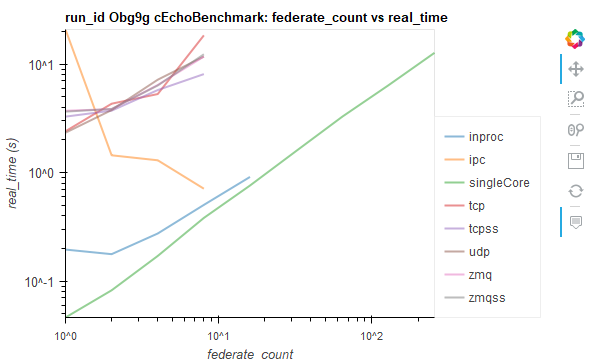 run_id Obg9g cEchoBenchmark: federate_count vs real_time
real_time (s)
10^1
10^0
10^-1
10^0
10^1
10^2
federate_count
inproc
ipc
singleCore
tcp
tcpss
udp
zmq
zmqss